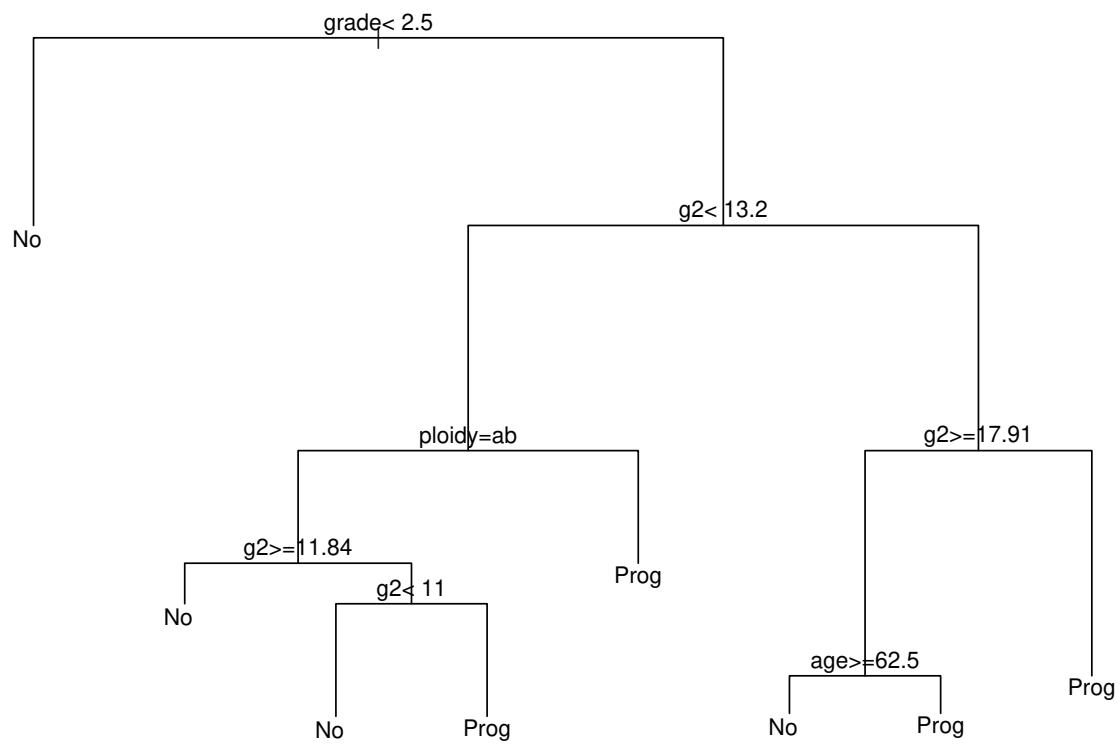 grade< 2.5
g2< 13.2
No
ploidy=ab
g2>=17.91
g2>=11.84
Prog
g2< 11
No
age>=62.5
Prog
No
Prog
No
Prog